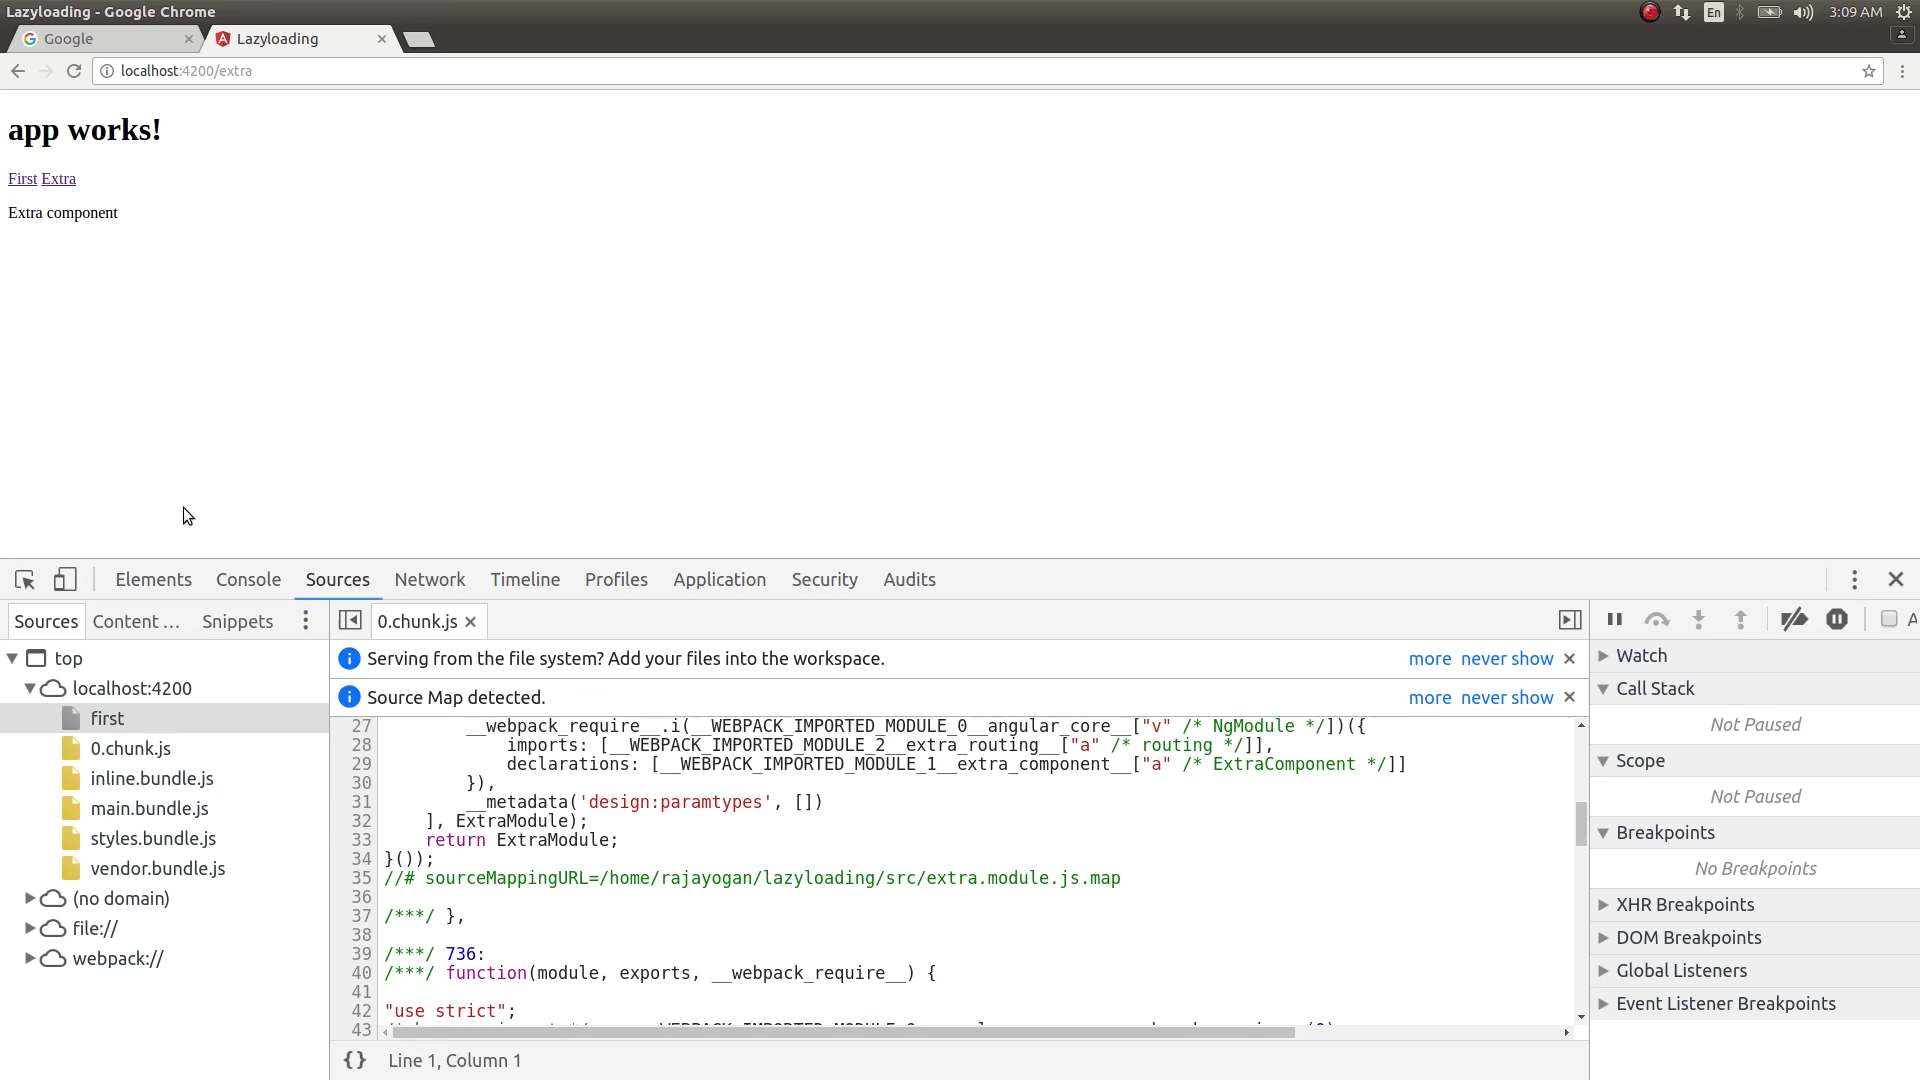 Lazyloading - Google Chrome
En
3:09 AM
Google
Lazyloading
localhost:4200/extra
app works!
First Extra
Extra component
Elements Console Sources Network Timeline Profiles Application Security Audits
Sources Content ... Snippets
0.chunk.js
A
top
localhost:4200
first
0.chunk.js
inline.bundle.js
main.bundle.js
styles.bundle.js
vendor.bundle.js
(no domain)
file://
webpack://
Serving from the file system? Add your files into the workspace. more never show
Source Map detected. more never show
27 __webpack_require__.i(__WEBPACK_IMPORTED_MODULE_0__angular_core__["v" /* NgModule */])({
28 imports: [__WEBPACK_IMPORTED_MODULE_2__extra_routing__["a" /* routing */]],
29 declarations: [__WEBPACK_IMPORTED_MODULE_1__extra_component__["a" /* ExtraComponent */]]
30 }),
31 __metadata('design:paramtypes', [])
32 ], ExtraModule);
33 return ExtraModule;
34 }());
35 //# sourceMappingURL=/home/rajayogan/lazyloading/src/extra.module.js.map
36
37 /***/ },
38
39 /***/ 736:
40 /***/ function(module, exports, __webpack_require__) {
41
42 "use strict";
43
{} Line 1, Column 1
Watch
Call Stack
Not Paused
Scope
Not Paused
Breakpoints
No Breakpoints
XHR Breakpoints
DOM Breakpoints
Global Listeners
Event Listener Breakpoints